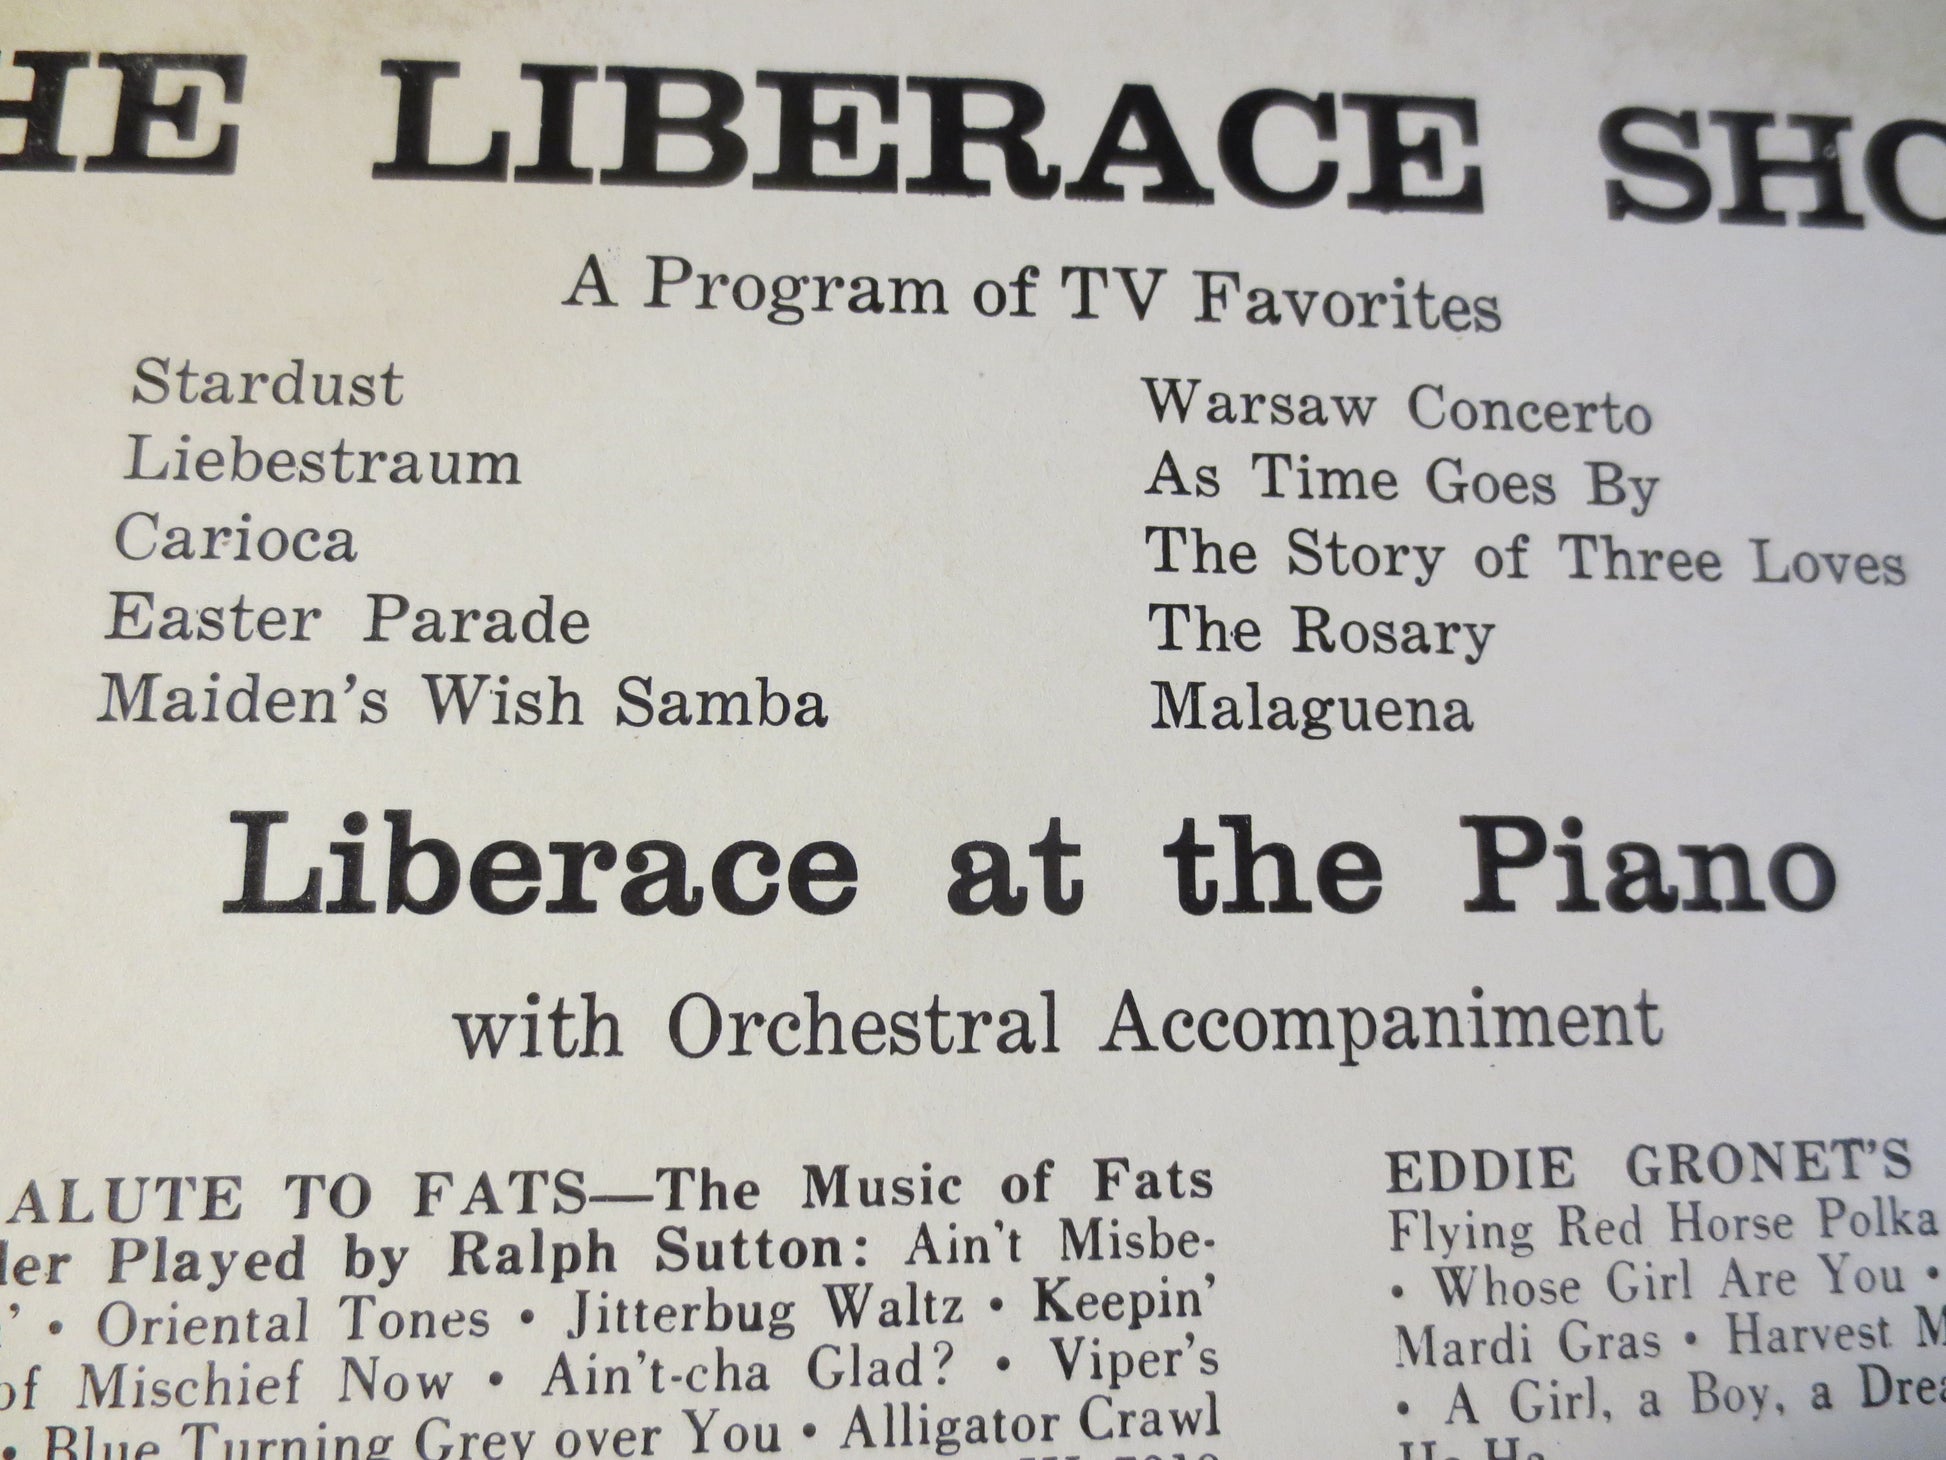 THE LIBERACE SHOW
A Program of TV Favorites
Stardust
Liebestraum
Carioca
Easter Parade
Maiden's Wish Samba
Warsaw Concerto
As Time Goes By
The Story of Three Loves
The Rosary
Malaguena
Liberace at the Piano
with Orchestral Accompaniment
ALUTE TO FATS—The Music of Fats
ler Played by Ralph Sutton: Ain't Misbe-
' • Oriental Tones • Jitterbug Waltz • Keepin'
of Mischief Now • Ain't-cha Glad? • Viper's
• Blue Turning Grey over You • Alligator Crawl
EDDIE GRONET'S
Flying Red Horse Polka
• Whose Girl Are You •
Mardi Gras • Harvest M
• A Girl, a Boy, a Drea